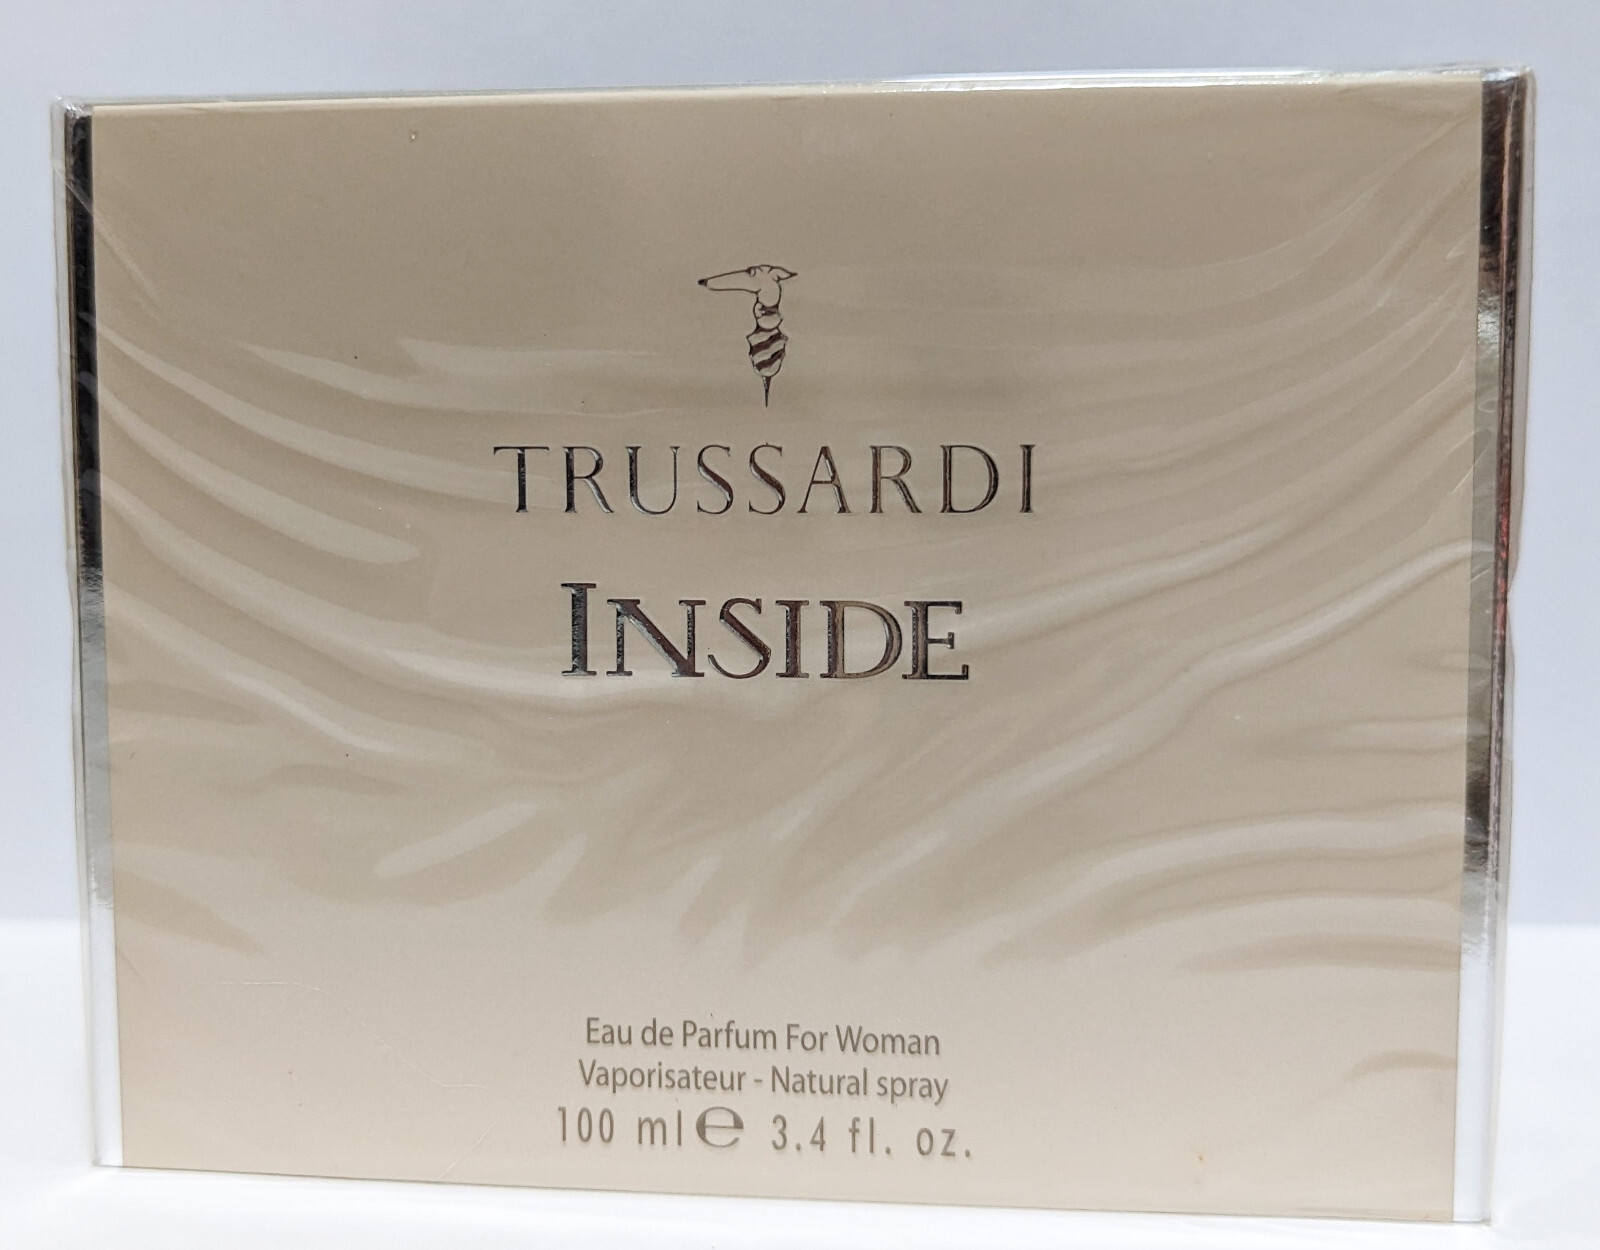 TRUSSARDI
INSIDE
Eau de Parfum For Woman
Vaporisateur - Natural spray
100 ml ℮ 3.4 fl. oz.